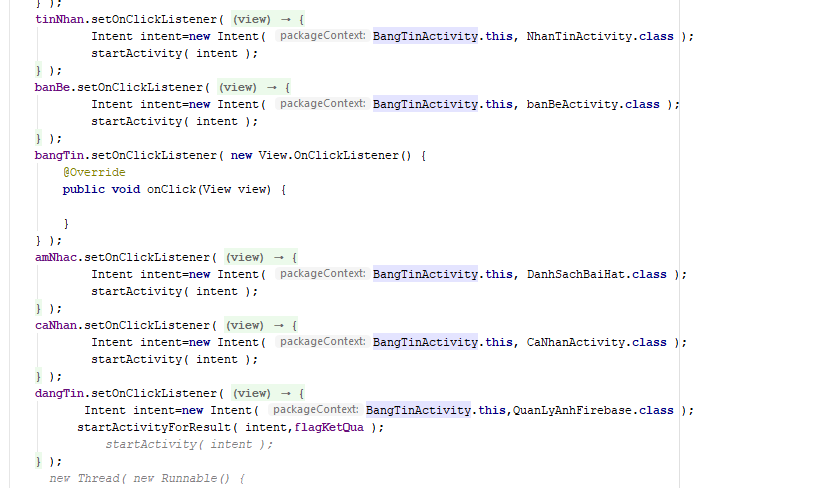 } );
tinNhan.setOnClickListener( (view) → {
Intent intent=new Intent( packageContext: BangTinActivity.this, NhanTinActivity.class );
startActivity( intent );
} );
banBe.setOnClickListener( (view) → {
Intent intent=new Intent( packageContext: BangTinActivity.this, banBeActivity.class );
startActivity( intent );
} );
bangTin.setOnClickListener( new View.OnClickListener() {
@Override
public void onClick(View view) {
}
} );
amNhac.setOnClickListener( (view) → {
Intent intent=new Intent( packageContext: BangTinActivity.this, DanhSachBaiHat.class );
startActivity( intent );
} );
caNhan.setOnClickListener( (view) → {
Intent intent=new Intent( packageContext: BangTinActivity.this, CaNhanActivity.class );
startActivity( intent );
} );
dangTin.setOnClickListener( (view) → {
Intent intent=new Intent( packageContext: BangTinActivity.this,QuanLyAnhFirebase.class );
startActivityForResult( intent,flagKetQua );
startActivity( intent );
} );
new Thread( new Runnable() {